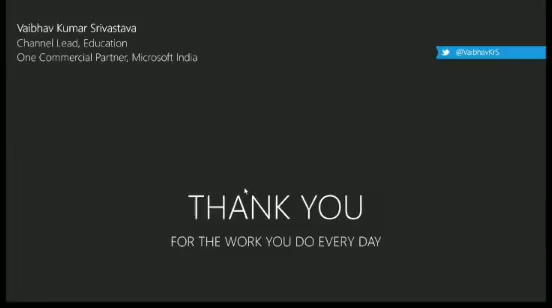 Vaibhav Kumar Srivastava
Channel Lead, Education
One Commercial Partner, Microsoft India
@VaibhavKrS
THANK YOU
FOR THE WORK YOU DO EVERY DAY